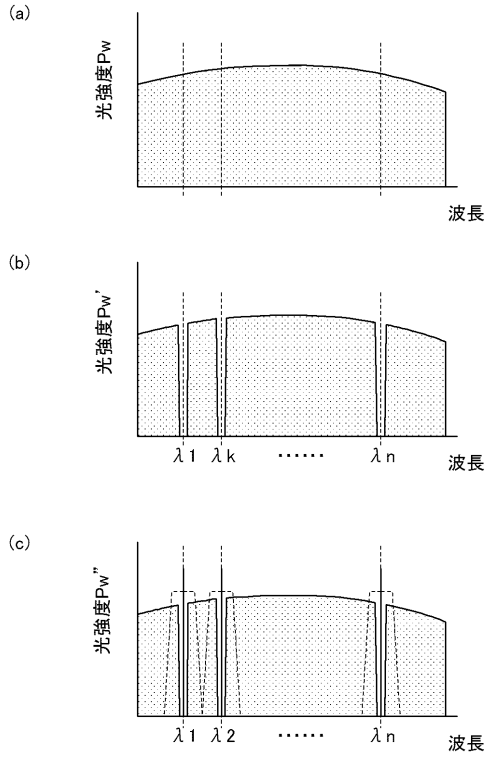 (a)
光強度Pw
波長
(b)
光強度Pw'
λ1 λk ‥‥‥ λn
波長
(c)
光強度Pw"
λ1 λ2 ‥‥‥ λn
波長